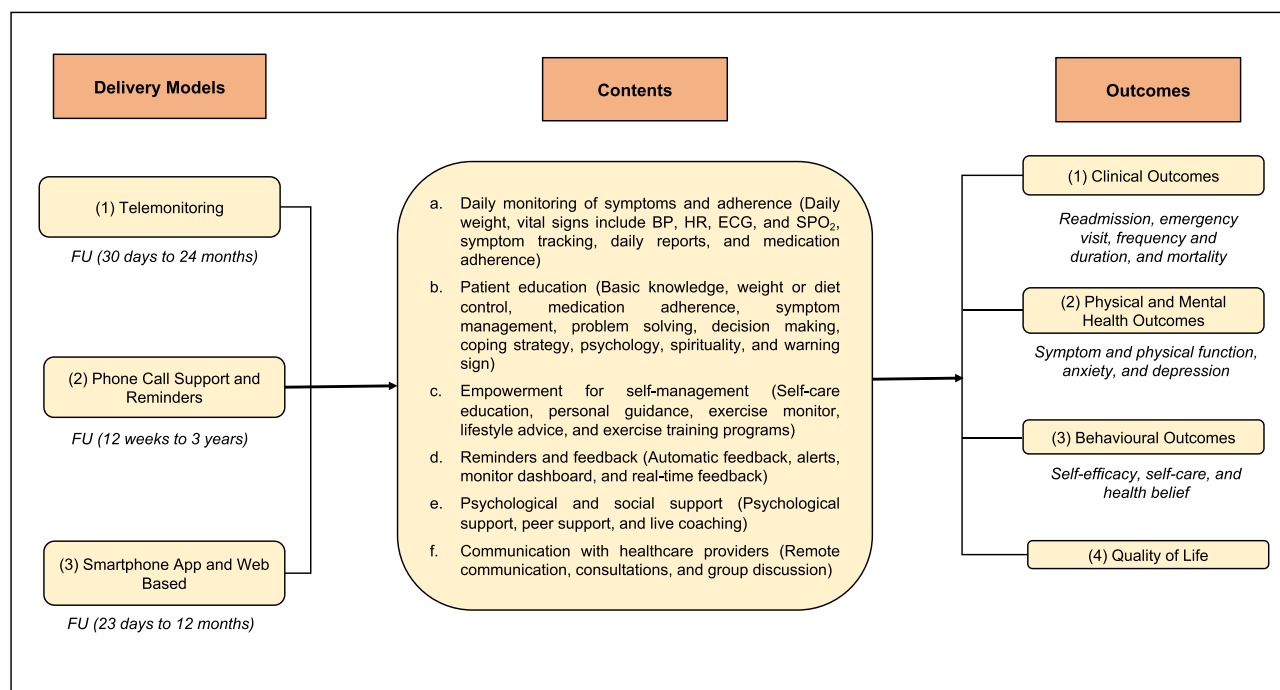 Delivery Models
Contents
Outcomes
(1) Telemonitoring
FU (30 days to 24 months)
(2) Phone Call Support and
Reminders
FU (12 weeks to 3 years)
(3) Smartphone App and Web
Based
FU (23 days to 12 months)
a. Daily monitoring of symptoms and adherence (Daily
weight, vital signs include BP, HR, ECG, and SPO₂,
symptom tracking, daily reports, and medication
adherence)
b. Patient education (Basic knowledge, weight or diet
control, medication adherence, symptom
management, problem solving, decision making,
coping strategy, psychology, spirituality, and warning
sign)
c. Empowerment for self-management (Self-care
education, personal guidance, exercise monitor,
lifestyle advice, and exercise training programs)
d. Reminders and feedback (Automatic feedback, alerts,
monitor dashboard, and real-time feedback)
e. Psychological and social support (Psychological
support, peer support, and live coaching)
f. Communication with healthcare providers (Remote
communication, consultations, and group discussion)
(1) Clinical Outcomes
Readmission, emergency
visit, frequency and
duration, and mortality
(2) Physical and Mental
Health Outcomes
Symptom and physical function,
anxiety, and depression
(3) Behavioural Outcomes
Self-efficacy, self-care, and
health belief
(4) Quality of Life